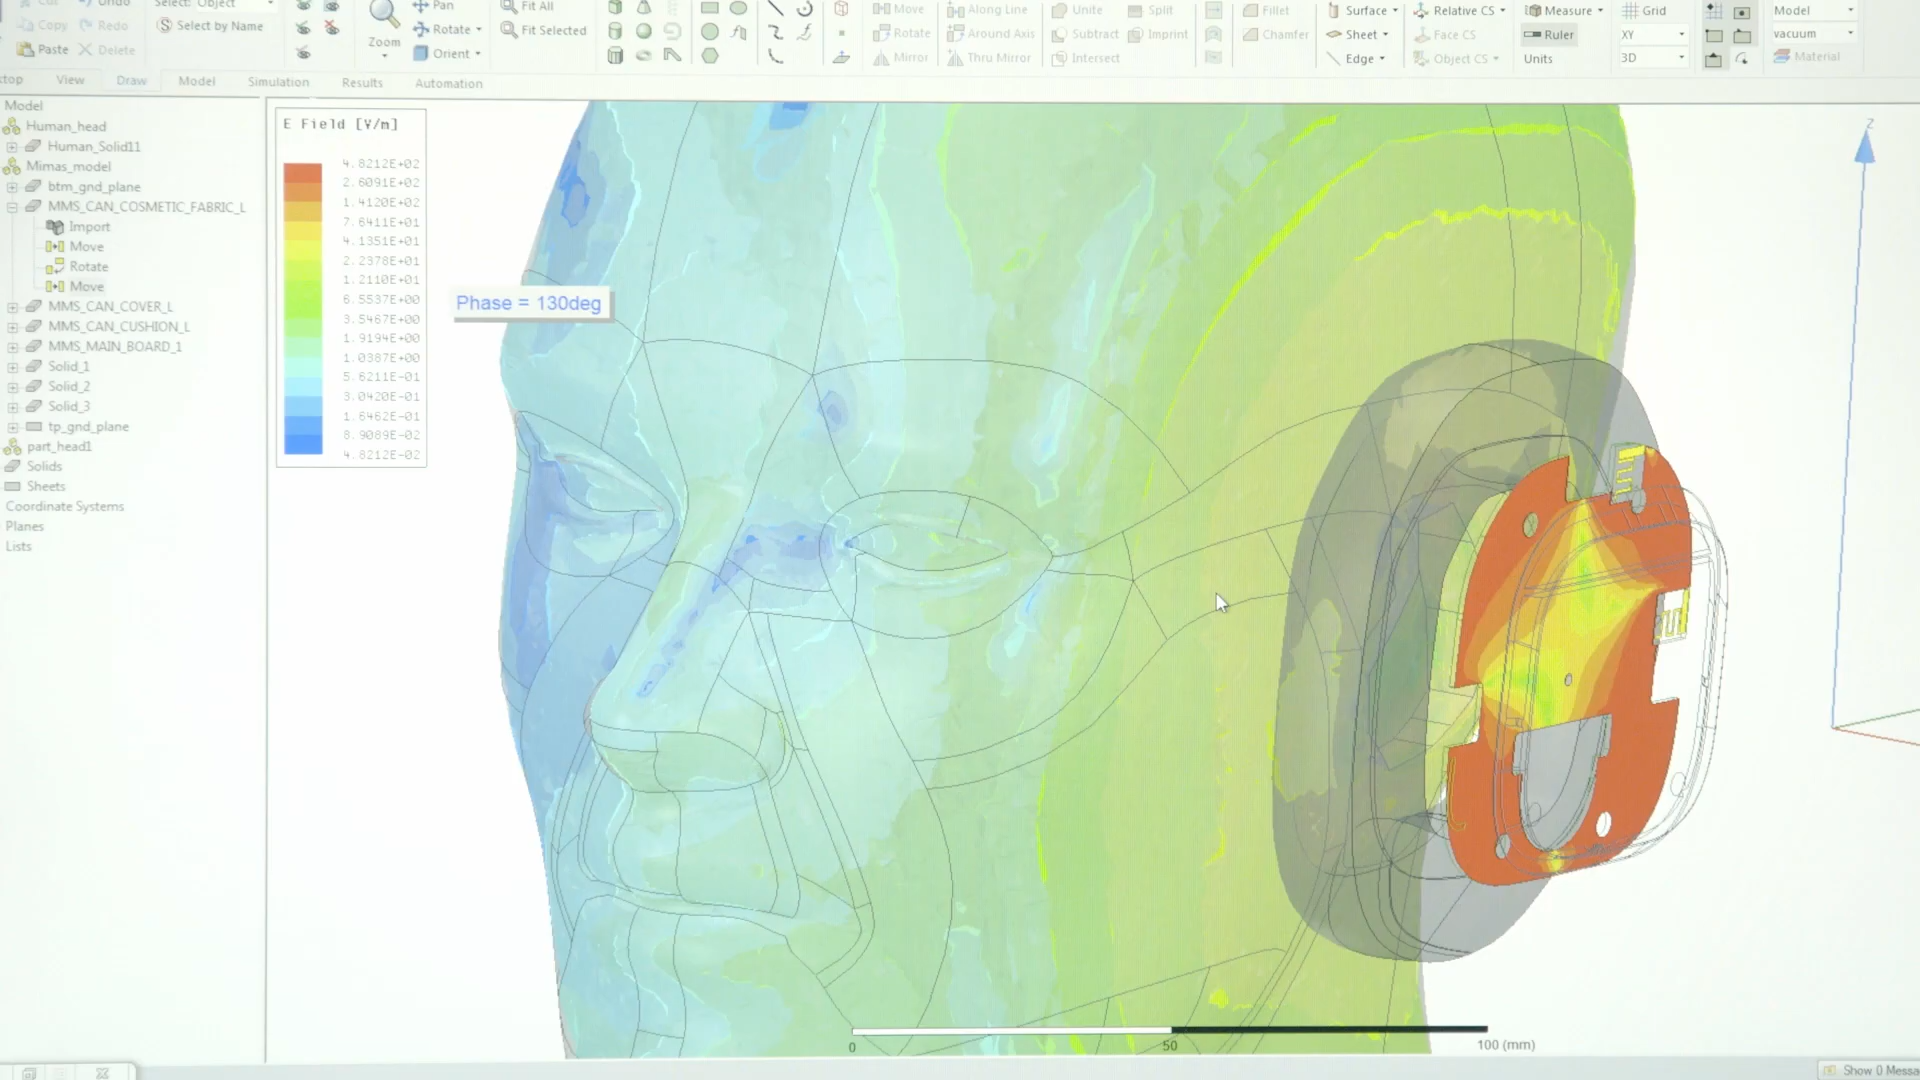 Cut Undo Select: Object Pan Fit All Move Along Line Unite Split Fillet Surface Relative CS Measure Grid Model
Copy Redo Select by Name Rotate Fit Selected Rotate Around Axis Subtract Imprint Chamfer Sheet Face CS Ruler XY vacuum
Paste Delete Zoom Orient Mirror Thru Mirror Intersect Edge Object CS Units 3D Material
View Draw Model Simulation Results Automation
Model
Human_head
Human_Solid11
Mimas_model
btm_gnd_plane
MMS_CAN_COSMETIC_FABRIC_L
Import
Move
Rotate
Move
MMS_CAN_COVER_L
MMS_CAN_CUSHION_L
MMS_MAIN_BOARD_1
Solid_1
Solid_2
Solid_3
tp_gnd_plane
part_head1
Solids
Sheets
Coordinate Systems
Planes
Lists
E Field [V/m]
4.8212E+02
2.6091E+02
1.4120E+02
7.6411E+01
4.1351E+01
2.2378E+01
1.2110E+01
6.5537E+00
3.5467E+00
1.9194E+00
1.0387E+00
5.6211E-01
3.0420E-01
1.6462E-01
8.9089E-02
4.8212E-02
Phase = 130deg
Z
0 50 100 (mm)
Show 0 Messa